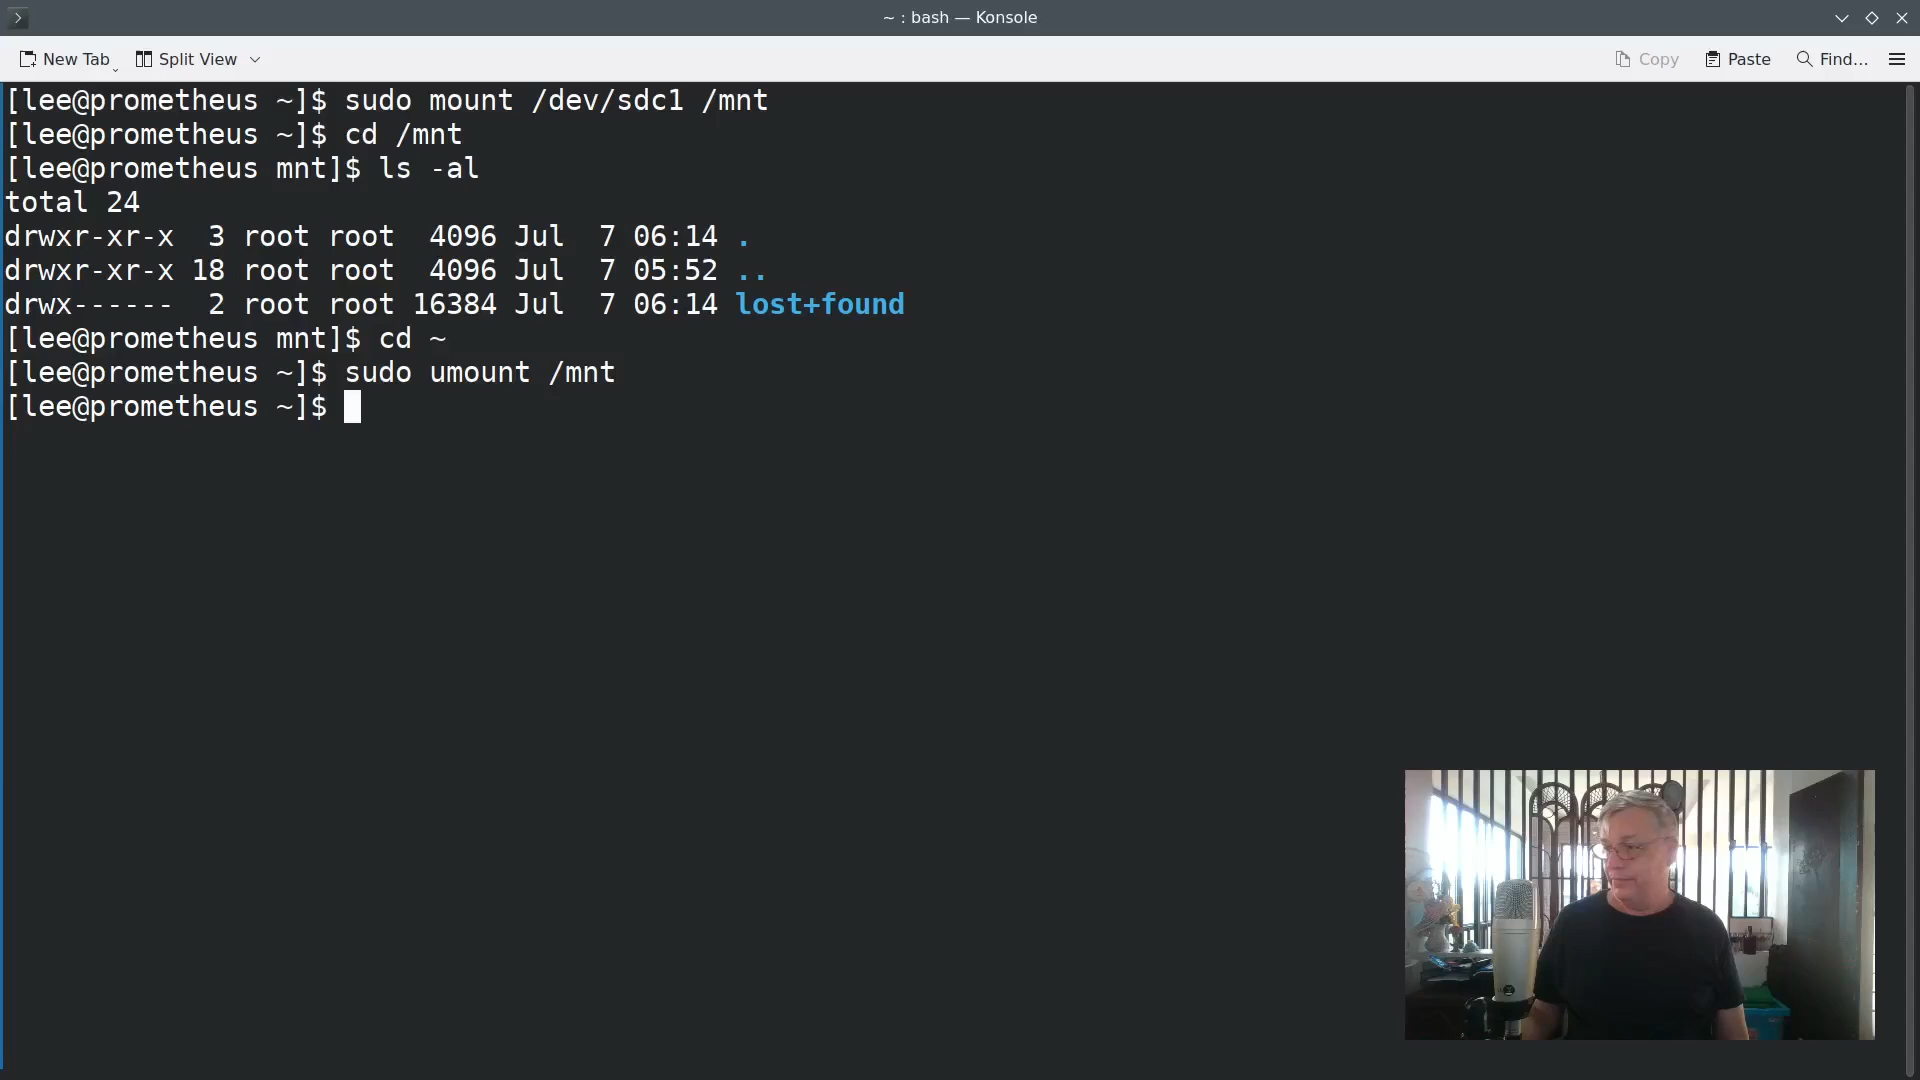 ~ : bash — Konsole
New Tab Split View Copy Paste Find...
[lee@prometheus ~]$ sudo mount /dev/sdc1 /mnt
[lee@prometheus ~]$ cd /mnt
[lee@prometheus mnt]$ ls -al
total 24
drwxr-xr-x  3 root root  4096 Jul  7 06:14 .
drwxr-xr-x 18 root root  4096 Jul  7 05:52 ..
drwx------  2 root root 16384 Jul  7 06:14 lost+found
[lee@prometheus mnt]$ cd ~
[lee@prometheus ~]$ sudo umount /mnt
[lee@prometheus ~]$